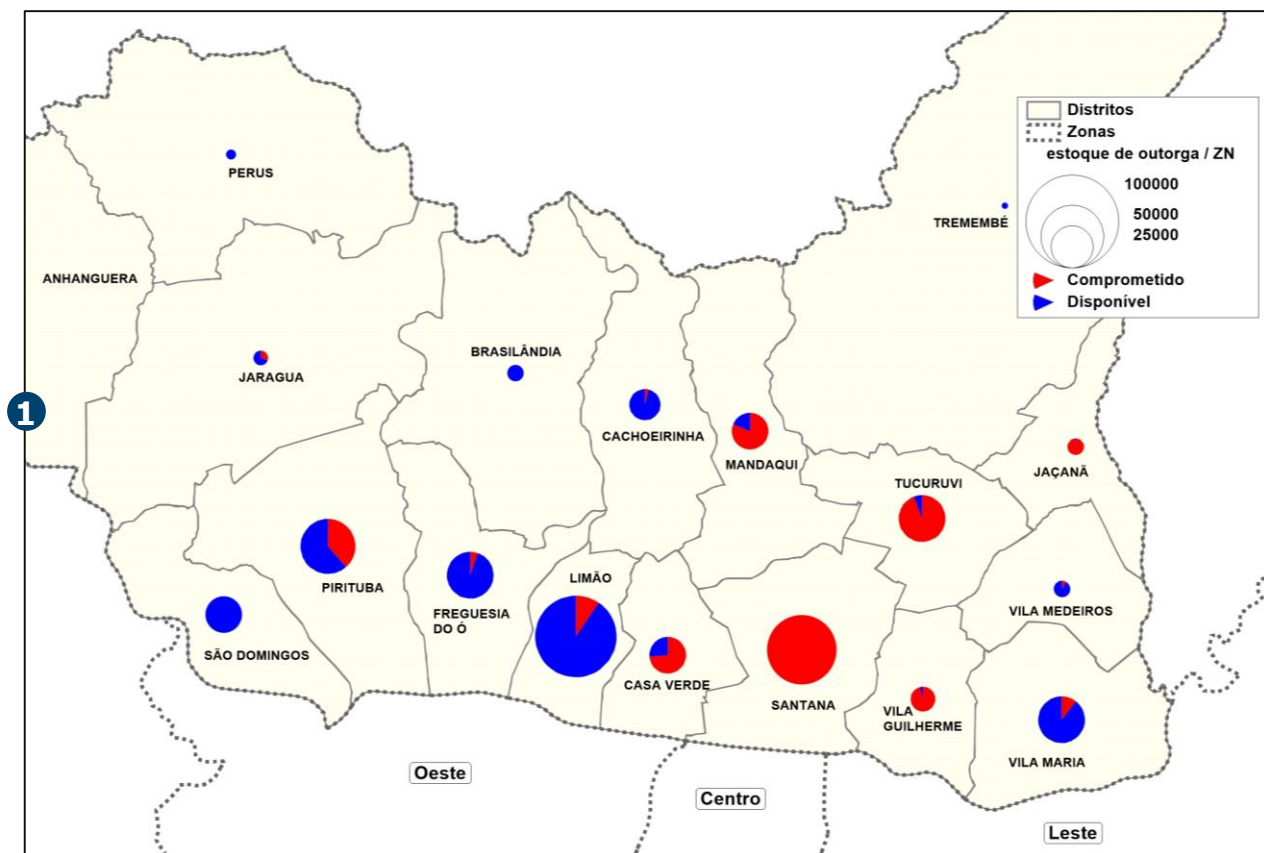 Distritos
Zonas
estoque de outorga / ZN
100000
50000
25000
Comprometido
Disponível
PERUS
TREMEMBÉ
ANHANGUERA
BRASILÂNDIA
JARAGUA
1
CACHOEIRINHA
MANDAQUI
JAÇANÃ
TUCURUVI
PIRITUBA
FREGUESIA
DO Ó
LIMÃO
VILA MEDEIROS
SÃO DOMINGOS
CASA VERDE
SANTANA
VILA
GUILHERME
VILA MARIA
Oeste
Centro
Leste